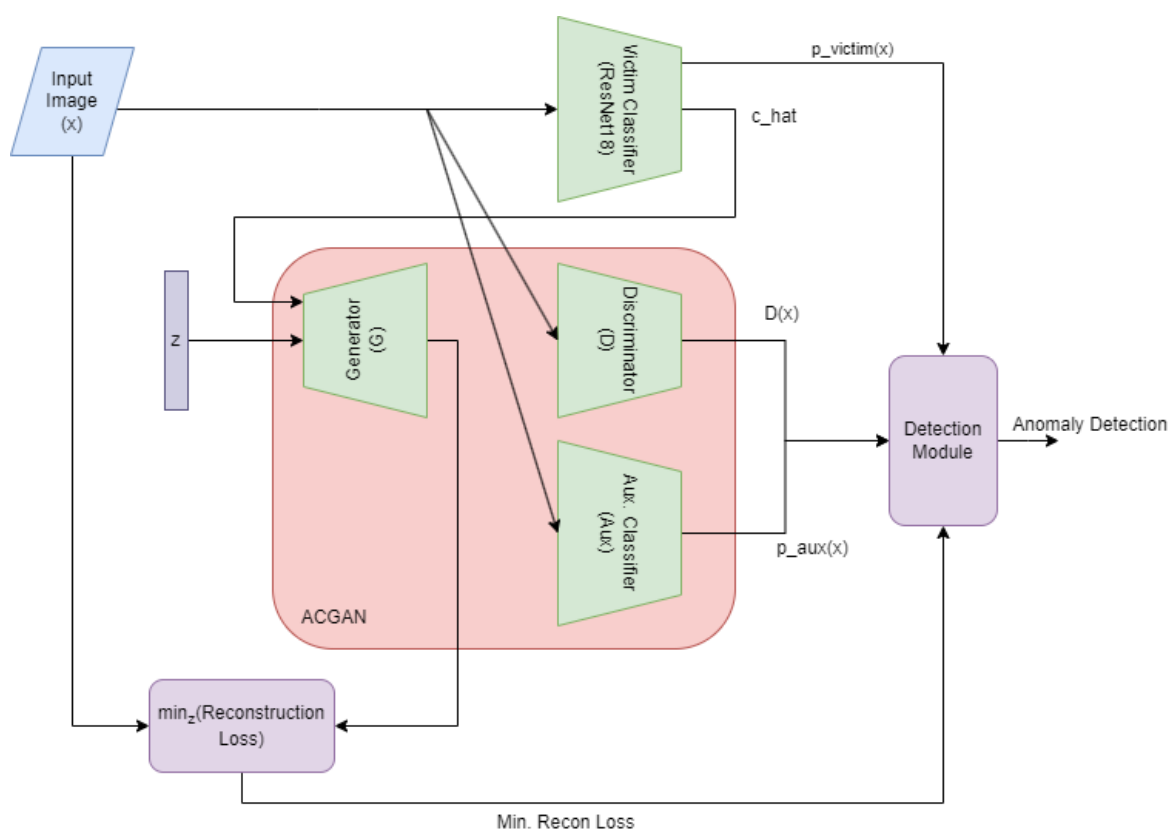 Input
Image
(x)
Victim Classifier
(ResNet18)
p_victim(x)
c_hat
z
Generator
(G)
Discriminator
(D)
D(x)
Aux. Classifier
(Aux)
p_aux(x)
ACGAN
Detection
Module
Anomaly Detection
min_z(Reconstruction
Loss)
Min. Recon Loss